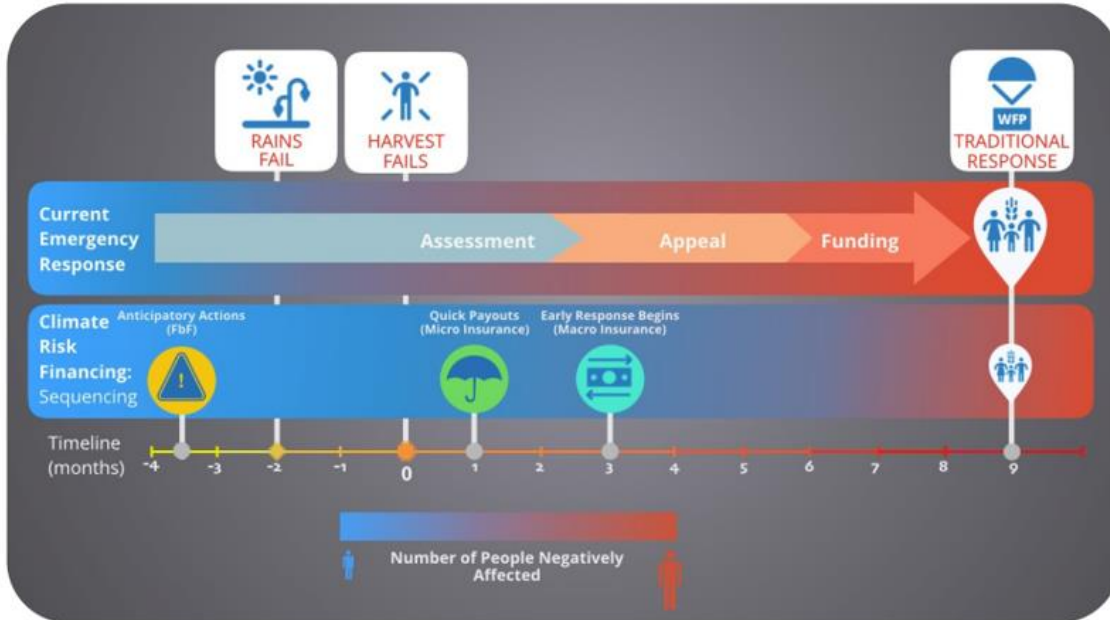 RAINS
FAIL
HARVEST
FAILS
WFP
TRADITIONAL
RESPONSE
Current
Emergency
Response
Assessment
Appeal
Funding
Climate
Risk
Financing:
Sequencing
Anticipatory Actions
(FbF)
!
Quick Payouts
(Micro Insurance)
Early Response Begins
(Macro Insurance)
Timeline
(months)
-4 -3 -2 -1 0 1 2 3 4 5 6 7 8 9
Number of People Negatively
Affected